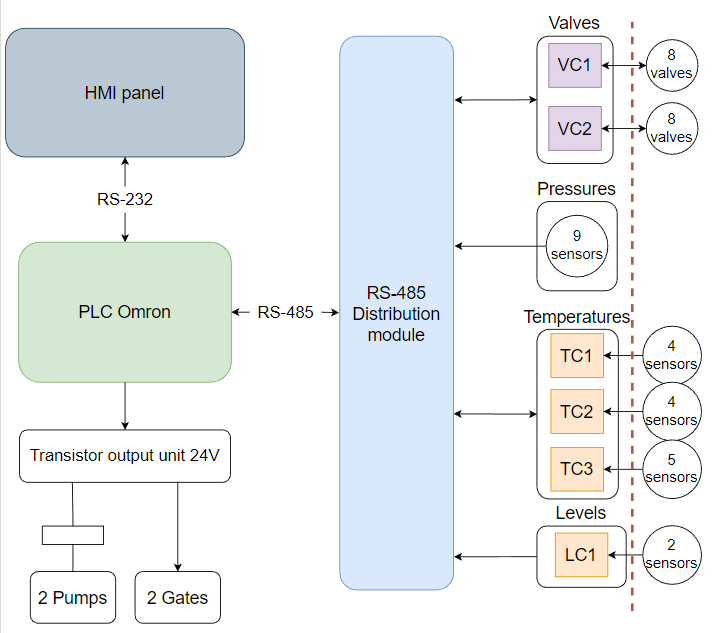 HMI panel
RS-232
PLC Omron
RS-485
Transistor output unit 24V
2 Pumps
2 Gates
RS-485
Distribution
module
Valves
VC1
8
valves
VC2
8
valves
Pressures
9
sensors
Temperatures
TC1
4
sensors
TC2
4
sensors
TC3
5
sensors
Levels
LC1
2
sensors